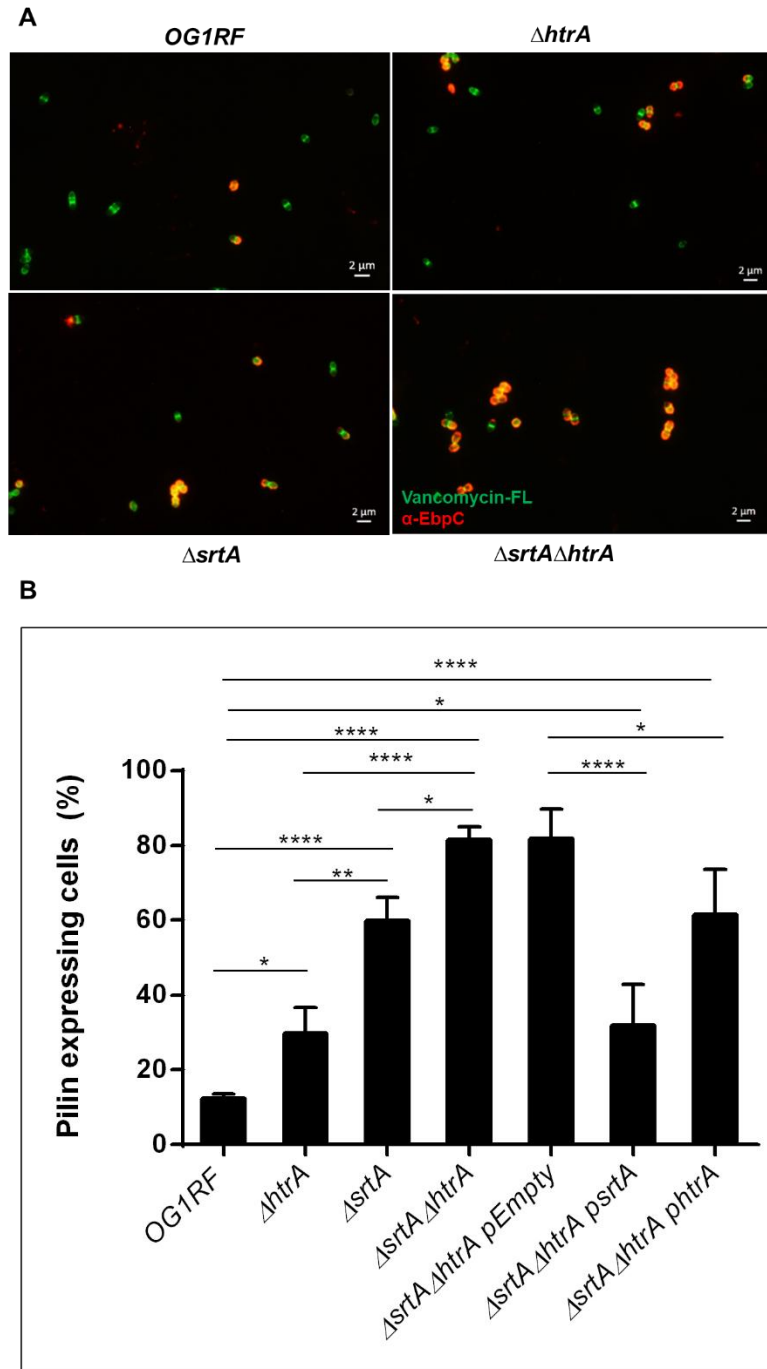 A
OG1RF ΔhtrA
2 µm 2 µm
2 µm 2 µm
Vancomycin-FL
α-EbpC
ΔsrtA ΔsrtAΔhtrA
B
****
*
**** *
**** ****
*
****
**
*
Pilin expressing cells (%)
100
80
60
40
20
0
OG1RF
ΔhtrA
ΔsrtA
ΔsrtAΔhtrA
ΔsrtAΔhtrA pEmpty
ΔsrtAΔhtrA psrtA
ΔsrtAΔhtrA phtrA